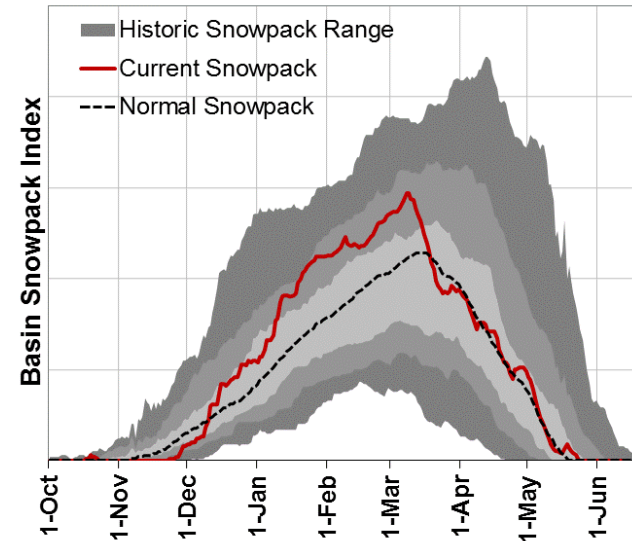 Historic Snowpack Range
Current Snowpack
Normal Snowpack
Basin Snowpack Index
1-Oct
1-Nov
1-Dec
1-Jan
1-Feb
1-Mar
1-Apr
1-May
1-Jun